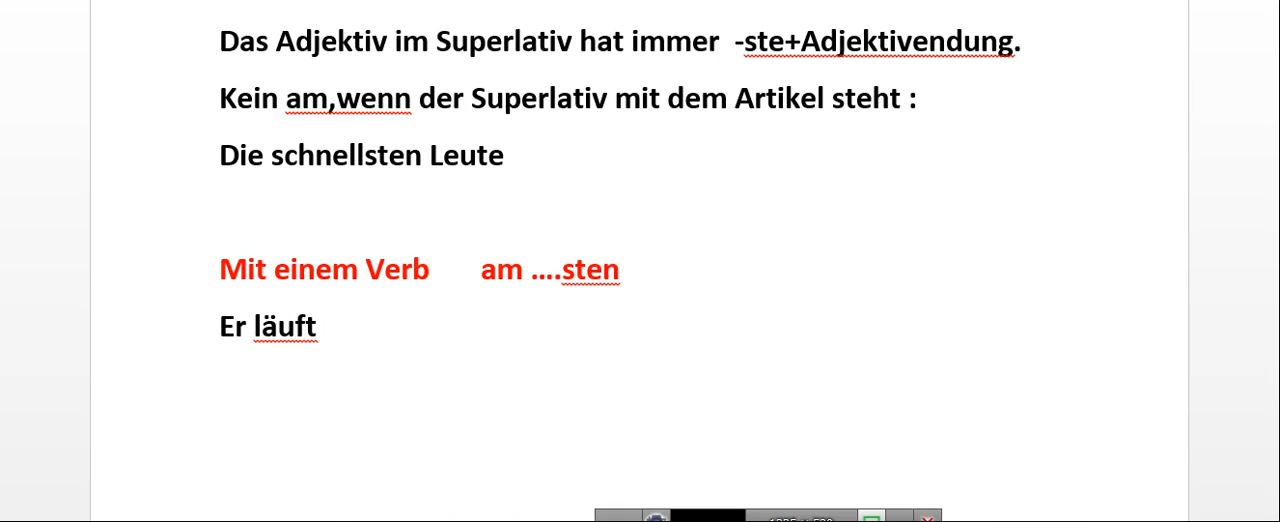 Das Adjektiv im Superlativ hat immer -ste+Adjektivendung.
Kein am,wenn der Superlativ mit dem Artikel steht :
Die schnellsten Leute
Mit einem Verb am ....sten
Er läuft